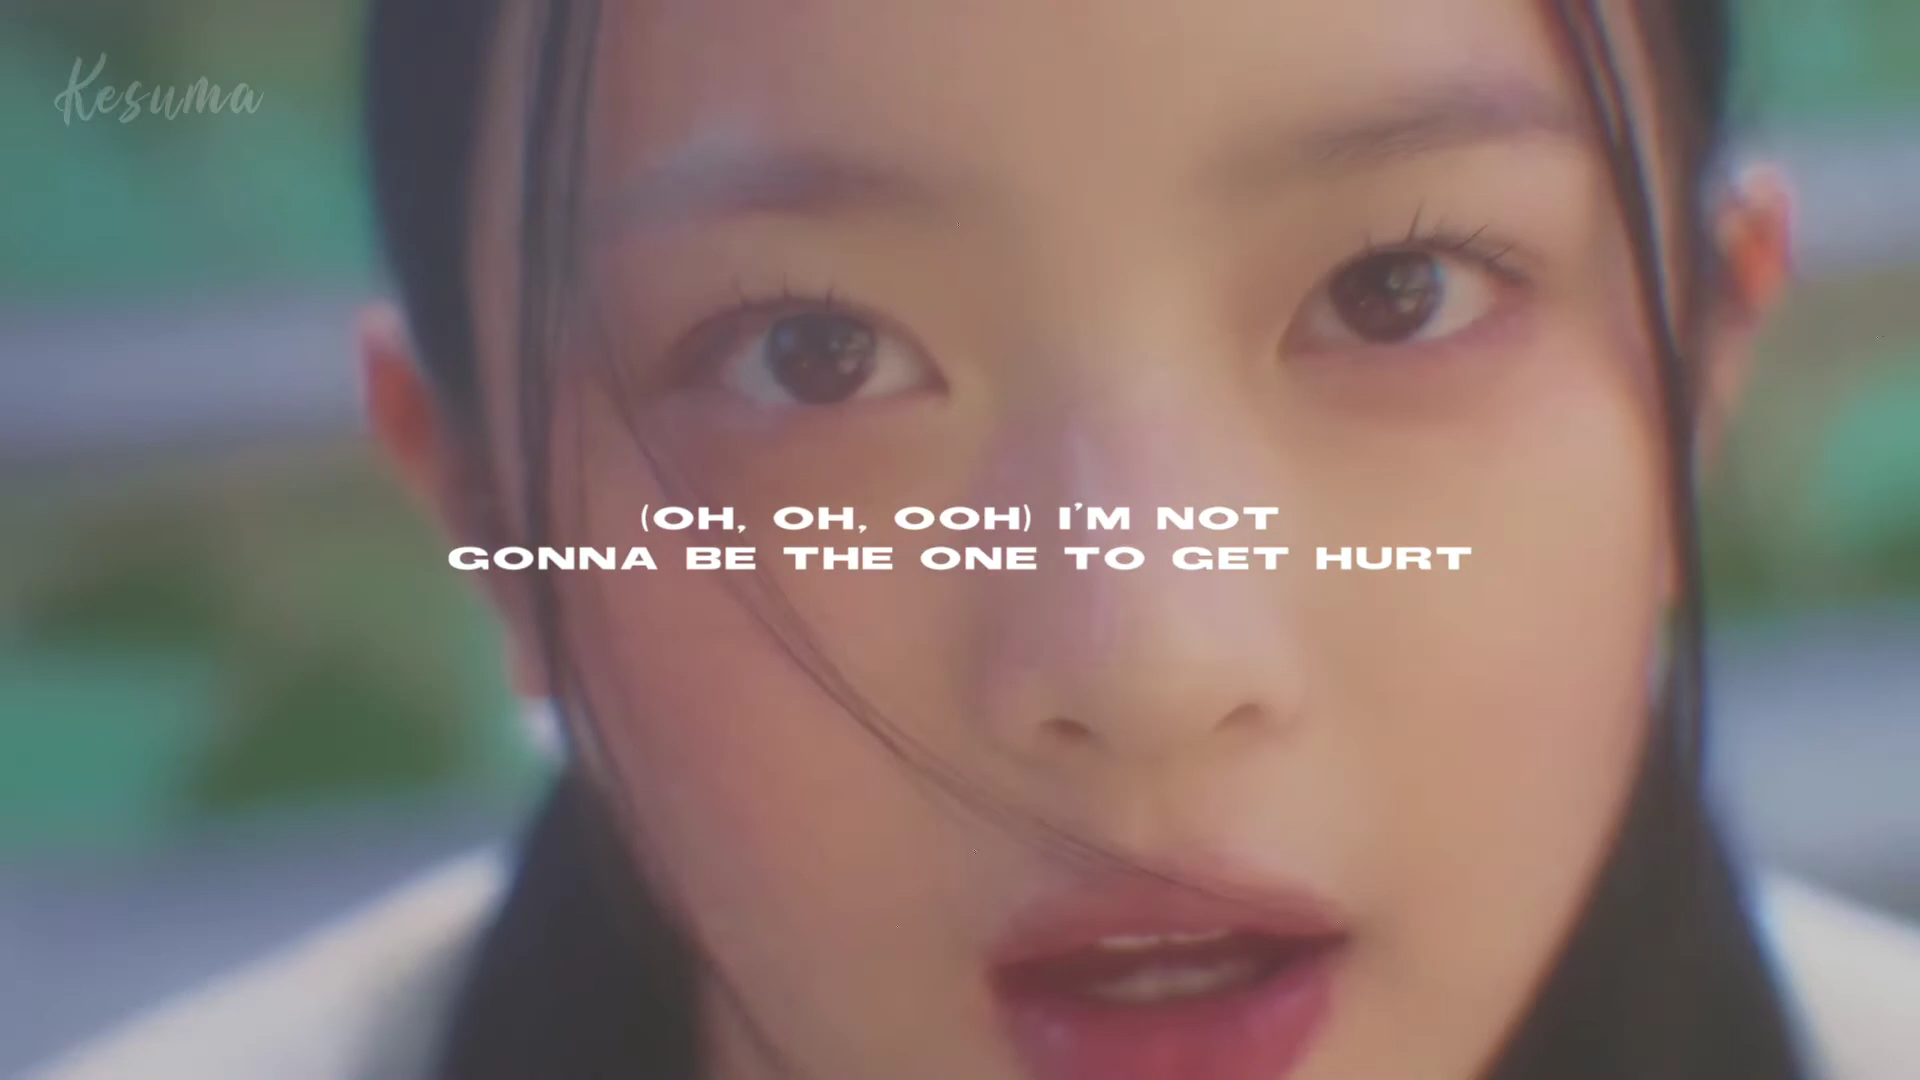 Kesuma
(OH, OH, OOH) I'M NOT
GONNA BE THE ONE TO GET HURT